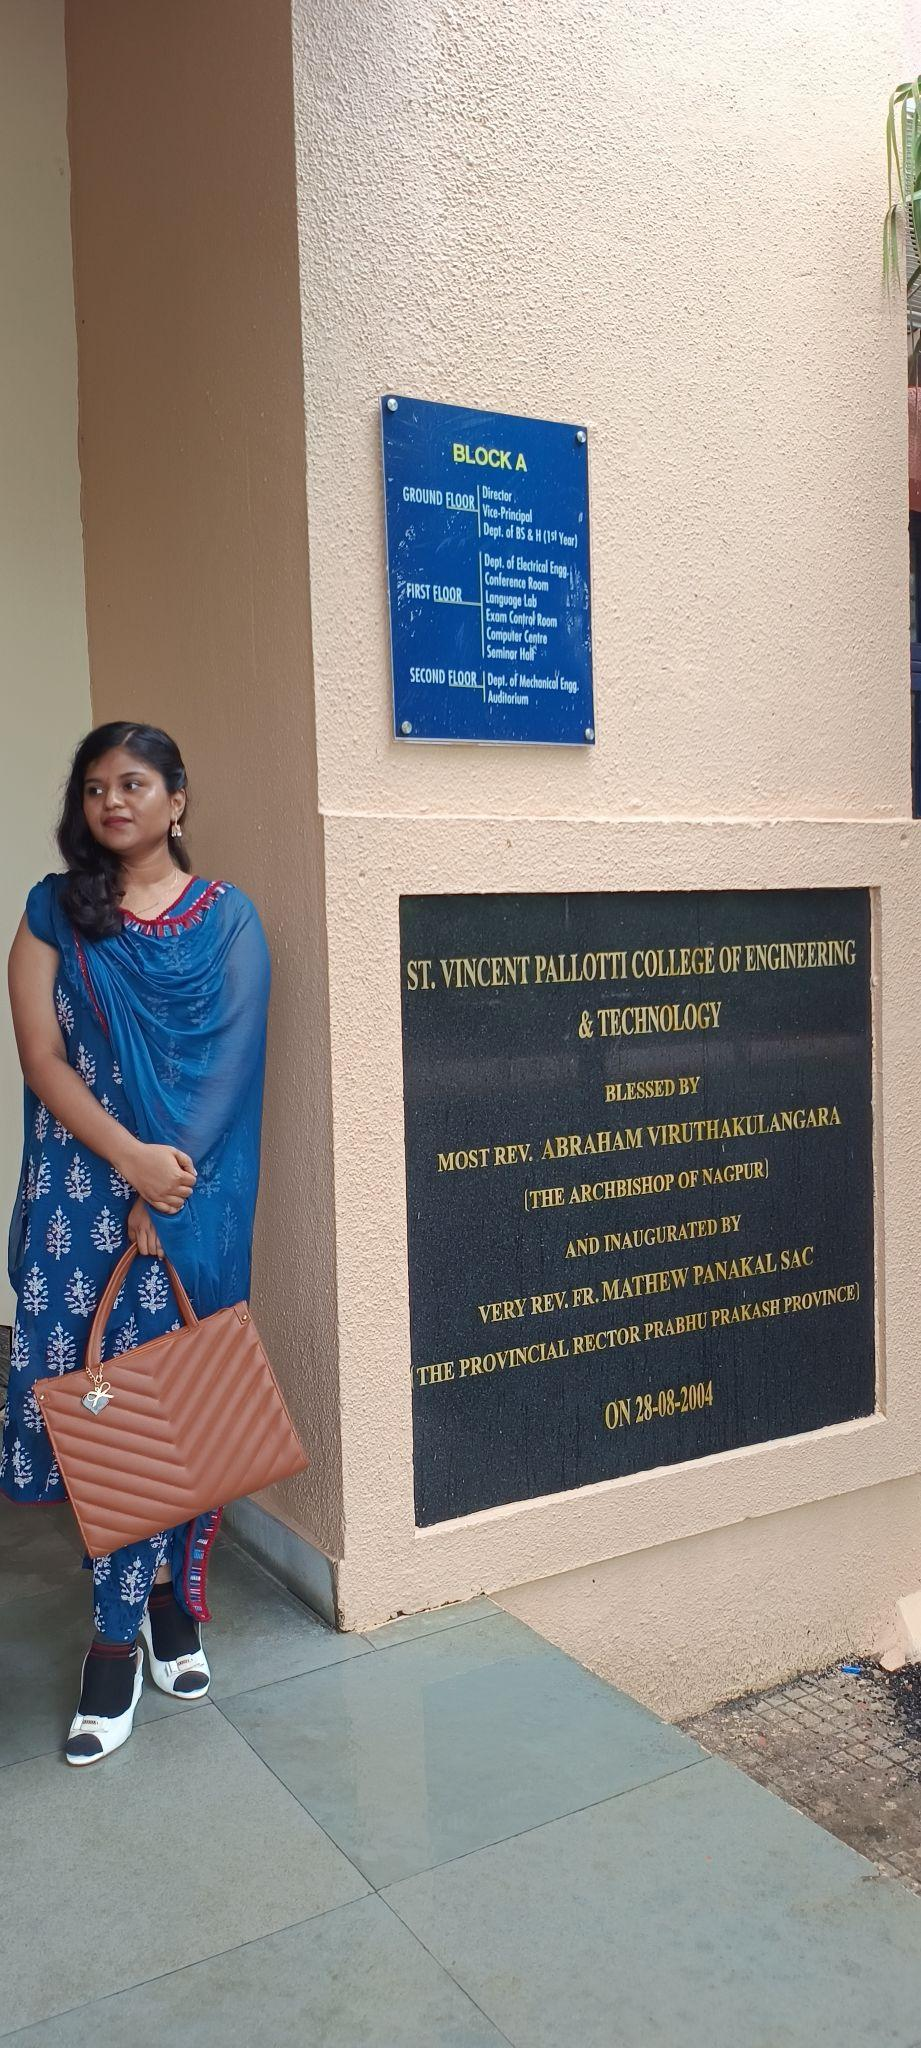 BLOCK A
GROUND FLOOR
Director
Vice-Principal
Dept. of BS & H (1st Year)
FIRST FLOOR
Dept. of Electrical Engg.
Conference Room
Language Lab
Exam Control Room
Computer Centre
Seminar Hall
SECOND FLOOR
Dept. of Mechanical Engg.
Auditorium
ST. VINCENT PALLOTTI COLLEGE OF ENGINEERING
& TECHNOLOGY
BLESSED BY
MOST REV. ABRAHAM VIRUTHAKULANGARA
(THE ARCHBISHOP OF NAGPUR)
AND INAUGURATED BY
VERY REV. FR. MATHEW PANAKAL SAC
(THE PROVINCIAL RECTOR PRABHU PRAKASH PROVINCE)
ON 28-08-2004